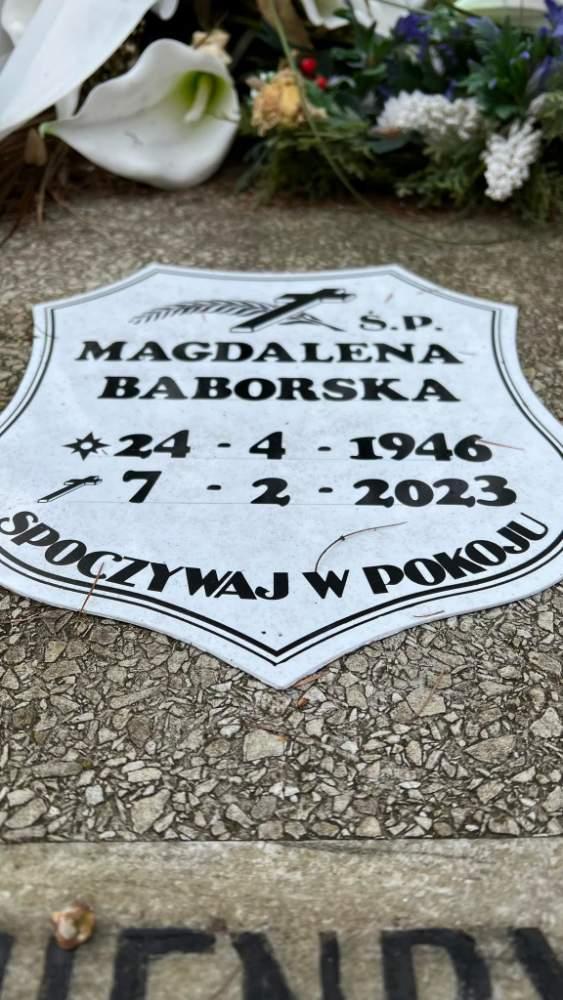 Ś.P.
MAGDALENA
BABORSKA
24 - 4 - 1946
7 - 2 - 2023
SPOCZYWAJ W POKOJU